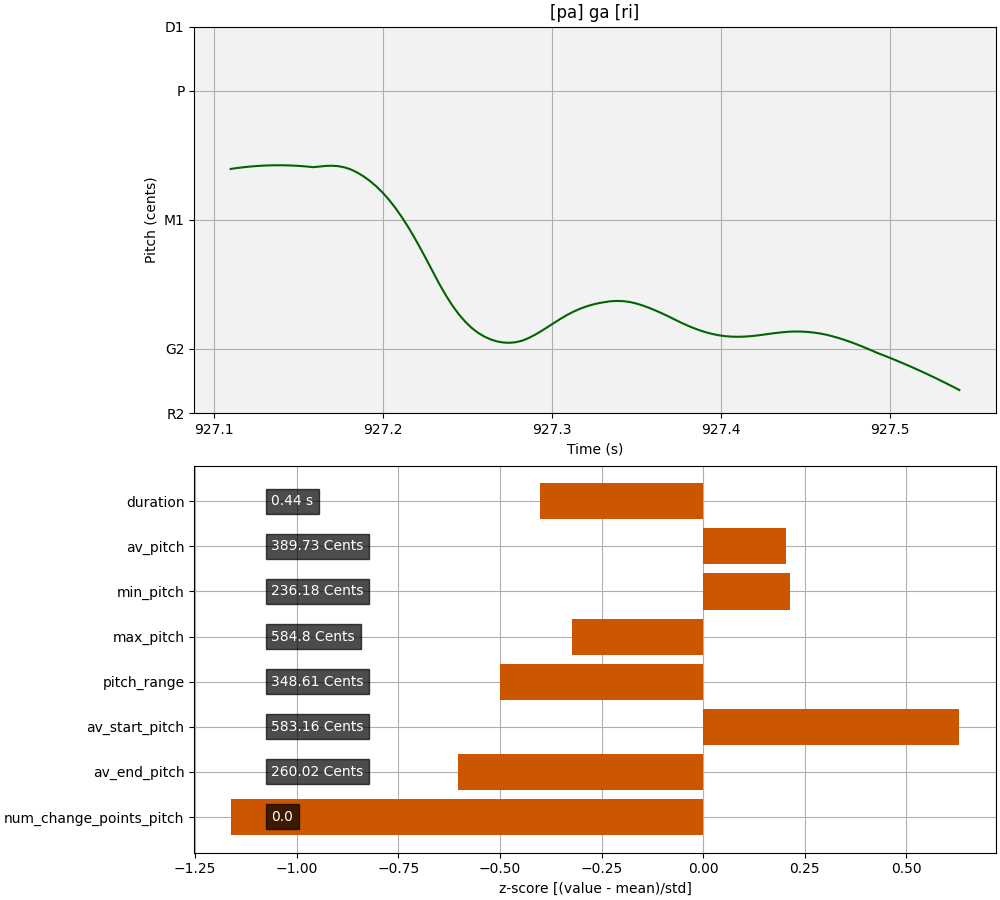 [pa] ga [ri]
D1
P
M1
G2
R2
Pitch (cents)
927.1 927.2 927.3 927.4 927.5
Time (s)
duration 0.44 s
av_pitch 389.73 Cents
min_pitch 236.18 Cents
max_pitch 584.8 Cents
pitch_range 348.61 Cents
av_start_pitch 583.16 Cents
av_end_pitch 260.02 Cents
num_change_points_pitch 0.0
−1.25 −1.00 −0.75 −0.50 −0.25 0.00 0.25 0.50
z-score [(value - mean)/std]